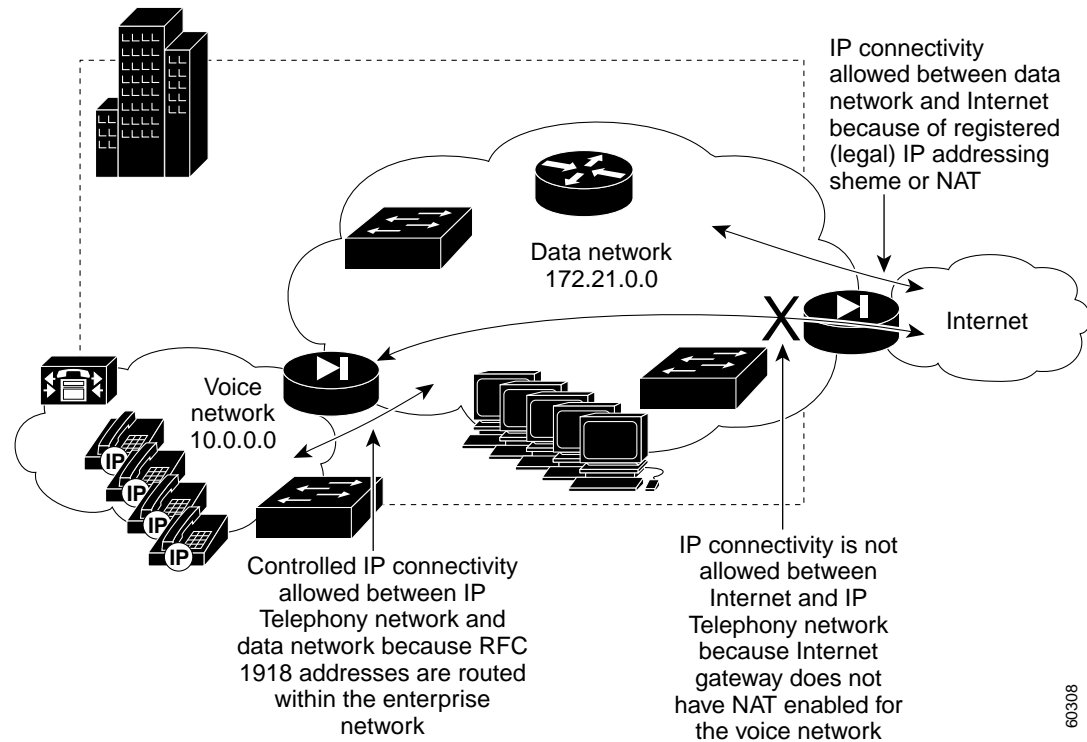 IP connectivity
allowed between data
network and Internet
because of registered
(legal) IP addressing
sheme or NAT
Data network
172.21.0.0
Internet
Voice
network
10.0.0.0
IP
IP
IP
IP
Controlled IP connectivity
allowed between IP
Telephony network and
data network because RFC
1918 addresses are routed
within the enterprise
network
IP connectivity is not
allowed between
Internet and IP
Telephony network
because Internet
gateway does not
have NAT enabled for
the voice network
60308